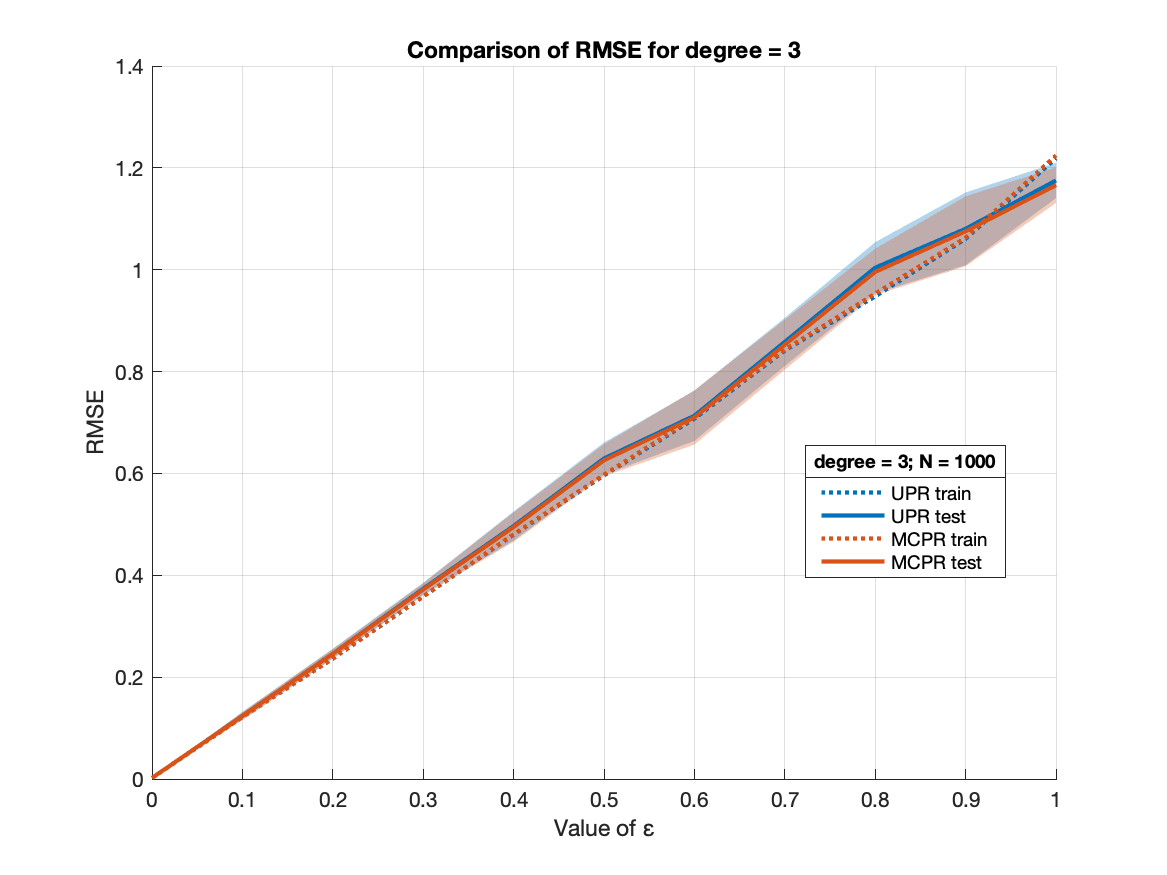 Comparison of RMSE for degree = 3
1.4
1.2
1
0.8
0.6
0.4
0.2
0
RMSE
degree = 3; N = 1000
UPR train
UPR test
MCPR train
MCPR test
0 0.1 0.2 0.3 0.4 0.5 0.6 0.7 0.8 0.9 1
Value of ε